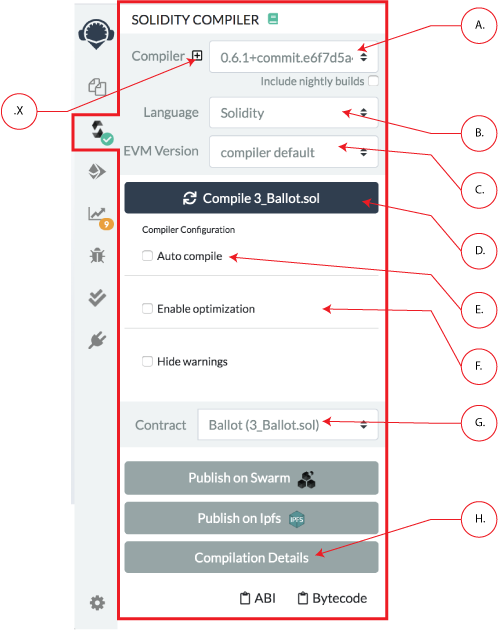 SOLIDITY COMPILER
A.
Compiler
0.6.1+commit.e6f7d5a
Include nightly builds
.X
Language
Solidity
B.
EVM Version
compiler default
C.
Compile 3_Ballot.sol
9
Compiler Configuration
D.
Auto compile
E.
Enable optimization
Hide warnings
F.
Contract
Ballot (3_Ballot.sol)
G.
Publish on Swarm
Publish on Ipfs
IPFS
H.
Compilation Details
ABI
Bytecode